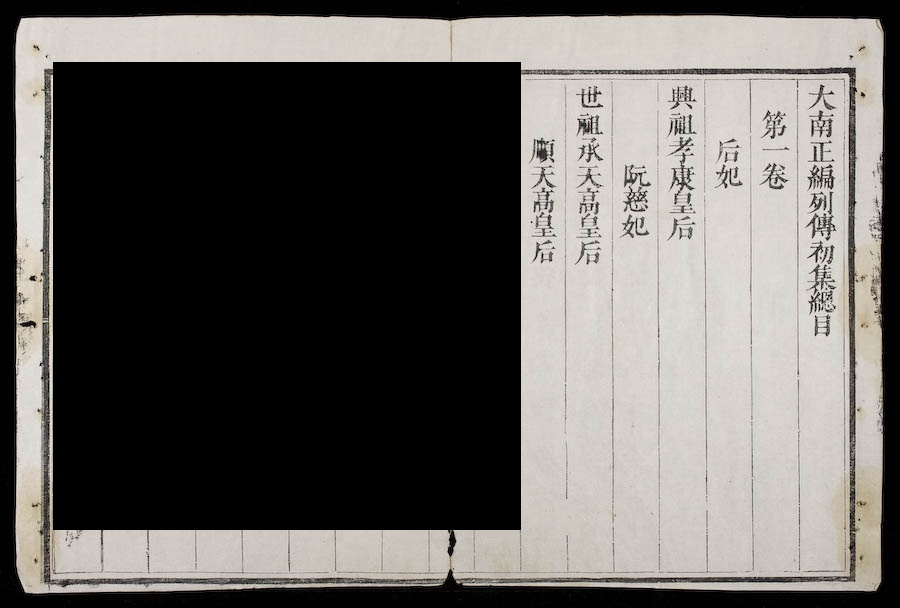 大南正編列傳初集總目
第一卷
后妃
興祖孝康皇后
阮慈妃
世祖承天高皇后
順天高皇后